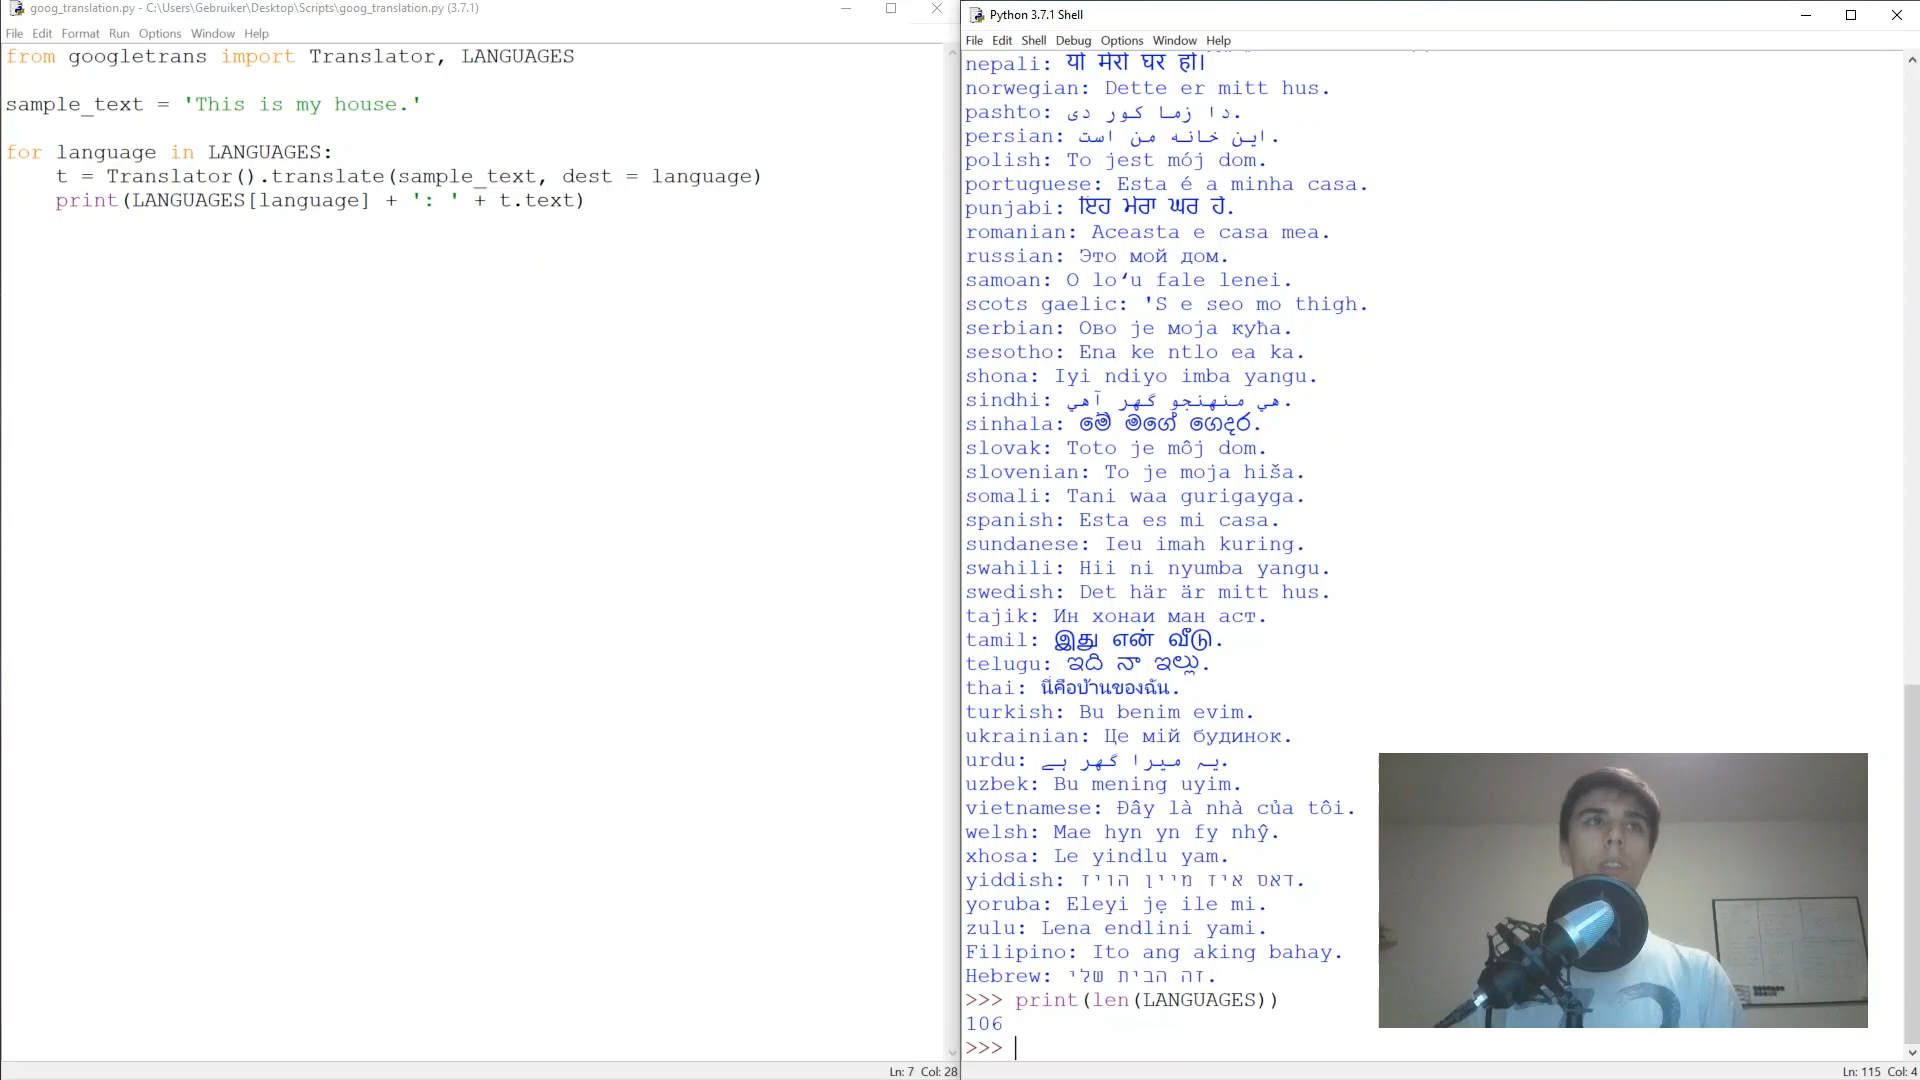 goog_translation.py - C:\Users\Gebruiker\Desktop\Scripts\goog_translation.py (3.7.1)
File Edit Format Run Options Window Help
from googletrans import Translator, LANGUAGES
sample_text = 'This is my house.'
for language in LANGUAGES:
t = Translator().translate(sample_text, dest = language)
print(LANGUAGES[language] + ': ' + t.text)
Ln: 7 Col: 28
Python 3.7.1 Shell
File Edit Shell Debug Options Window Help
nepali: यो मेरो घर हो।
norwegian: Dette er mitt hus.
pashto: دا زما کور دی.
persian: این خانه من است.
polish: To jest mój dom.
portuguese: Esta é a minha casa.
punjabi: ਇਹ ਮੇਰਾ ਘਰ ਹੈ.
romanian: Aceasta e casa mea.
russian: Это мой дом.
samoan: O loʻu fale lenei.
scots gaelic: 'S e seo mo thigh.
serbian: Ово је моја кућа.
sesotho: Ena ke ntlo ea ka.
shona: Iyi ndiyo imba yangu.
sindhi: هي منهنجو گهر آهي.
sinhala: මේ මගේ ගෙදර.
slovak: Toto je môj dom.
slovenian: To je moja hiša.
somali: Tani waa gurigayga.
spanish: Esta es mi casa.
sundanese: Ieu imah kuring.
swahili: Hii ni nyumba yangu.
swedish: Det här är mitt hus.
tajik: Ин хонаи ман аст.
tamil: இது என் வீடு.
telugu: ఇది నా ఇల్లు.
thai: นี่คือบ้านของฉัน.
turkish: Bu benim evim.
ukrainian: Це мій будинок.
urdu: یہ میرا گھر ہے.
uzbek: Bu mening uyim.
vietnamese: Đây là nhà của tôi.
welsh: Mae hyn yn fy nhŷ.
xhosa: Le yindlu yam.
yiddish: דאס איז מיין הויז.
yoruba: Eleyi jẹ ile mi.
zulu: Lena endlini yami.
Filipino: Ito ang aking bahay.
Hebrew: זה הבית שלי.
>>> print(len(LANGUAGES))
106
>>>
Ln: 115 Col: 4